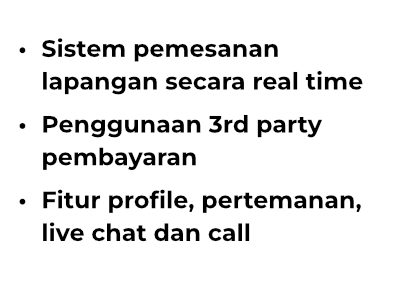 • Sistem pemesanan
lapangan secara real time
• Penggunaan 3rd party
pembayaran
• Fitur profile, pertemanan,
live chat dan call